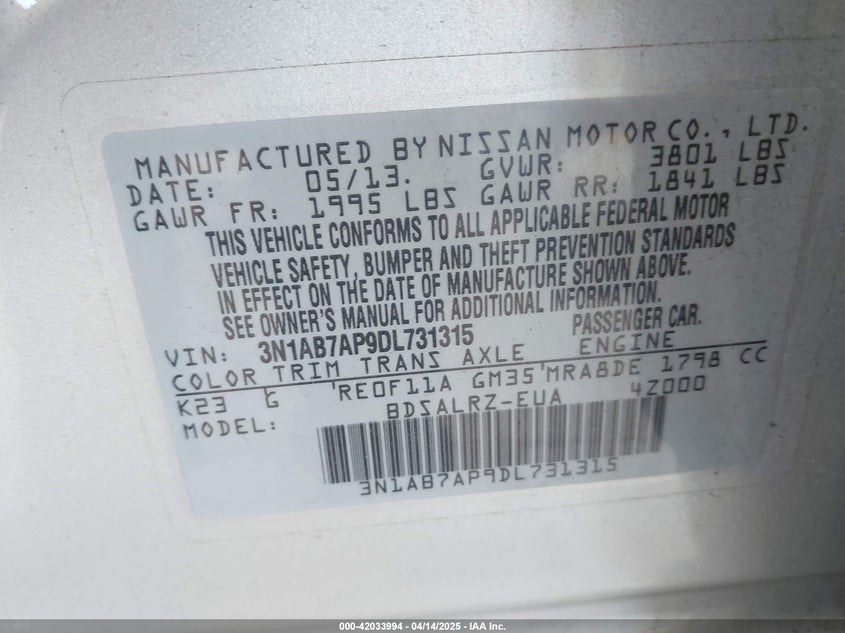 MANUFACTURED BY NISSAN MOTOR CO., LTD.
DATE: 05/13. GVWR: 3801 LBS
GAWR FR: 1995 LBS GAWR RR: 1841 LBS
THIS VEHICLE CONFORMS TO ALL APPLICABLE FEDERAL MOTOR
VEHICLE SAFETY, BUMPER AND THEFT PREVENTION STANDARDS
IN EFFECT ON THE DATE OF MANUFACTURE SHOWN ABOVE.
SEE OWNER'S MANUAL FOR ADDITIONAL INFORMATION.
VIN: 3N1AB7AP9DL731315 PASSENGER CAR.
COLOR TRIM TRANS AXLE ENGINE
K23 G RE0F11A GM35 MRA8DE 1798 CC
MODEL: BDSALRZ-EUA 4Z000
3N1AB7AP9DL731315
000-42033994 - 04/14/2025 - IAA Inc.